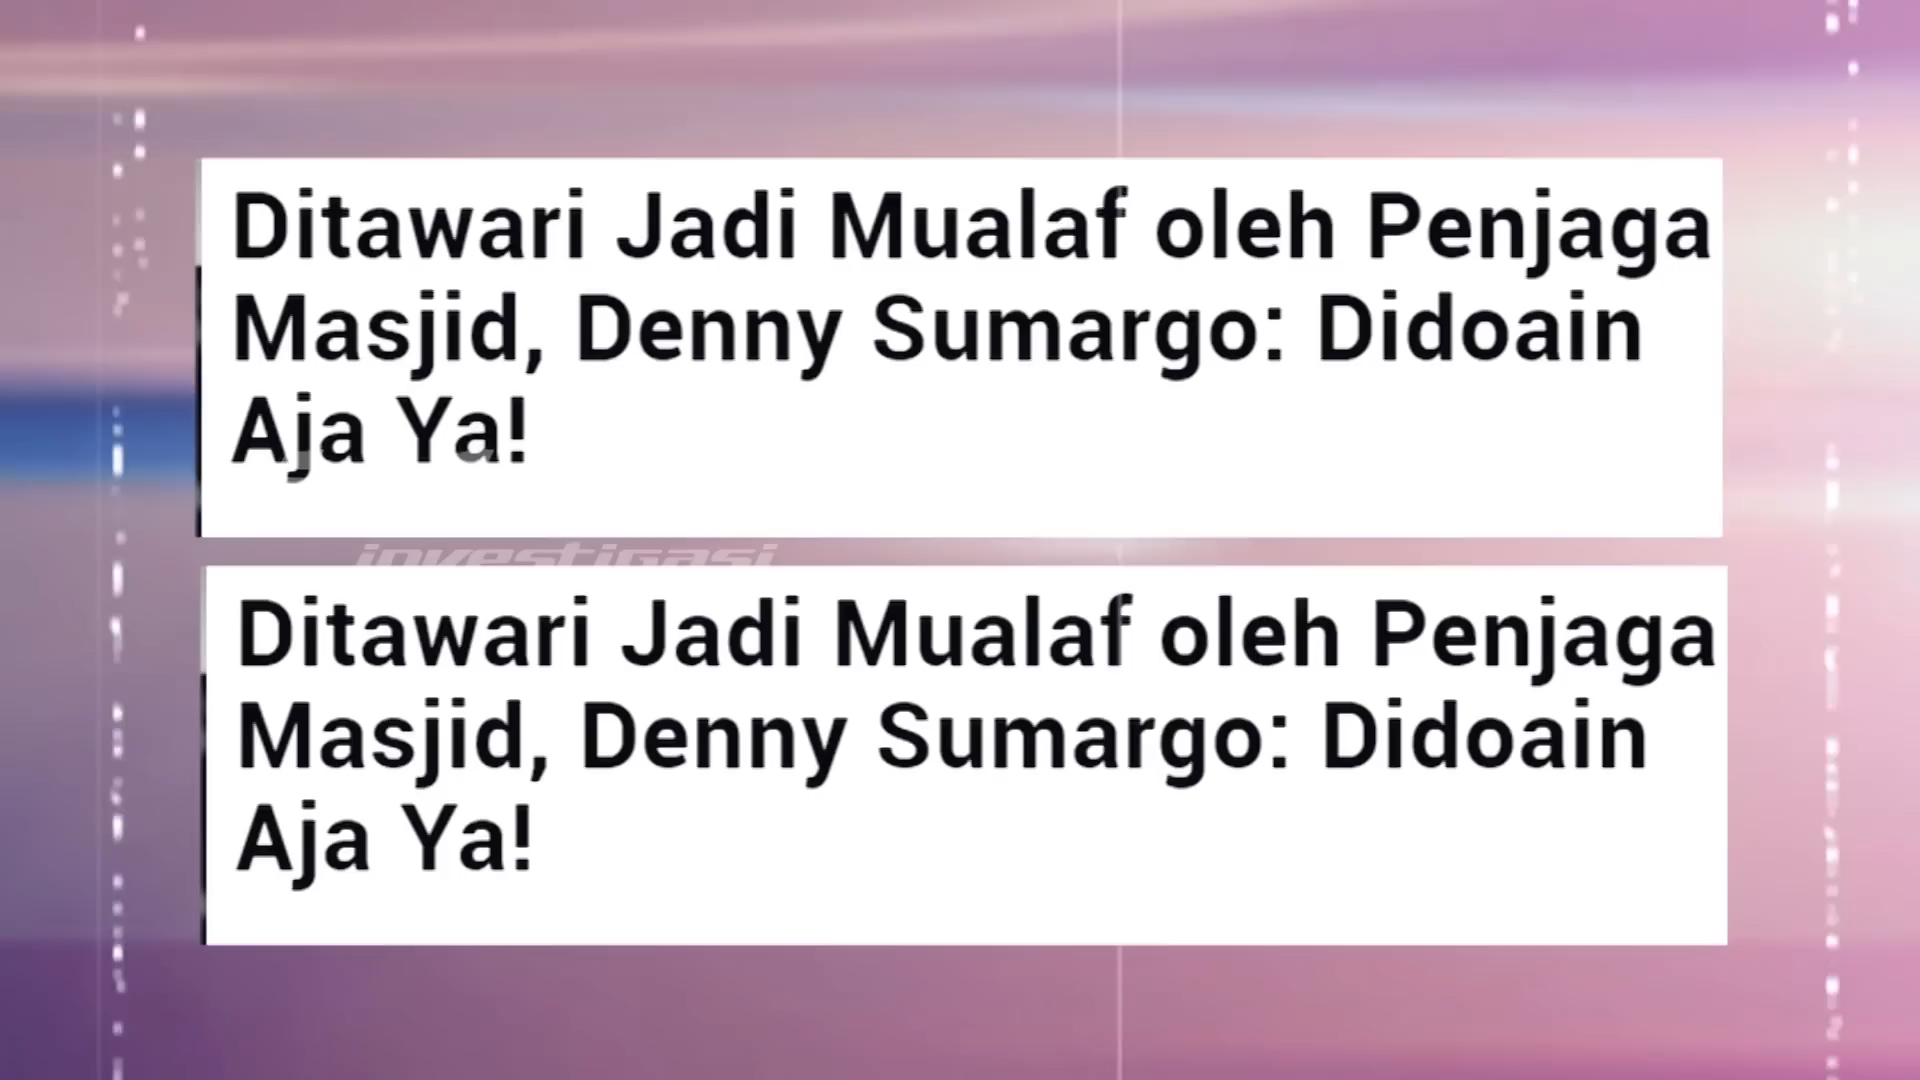 Ditawari Jadi Mualaf oleh Penjaga
Masjid, Denny Sumargo: Didoain
Aja Ya!
investigasi
Ditawari Jadi Mualaf oleh Penjaga
Masjid, Denny Sumargo: Didoain
Aja Ya!